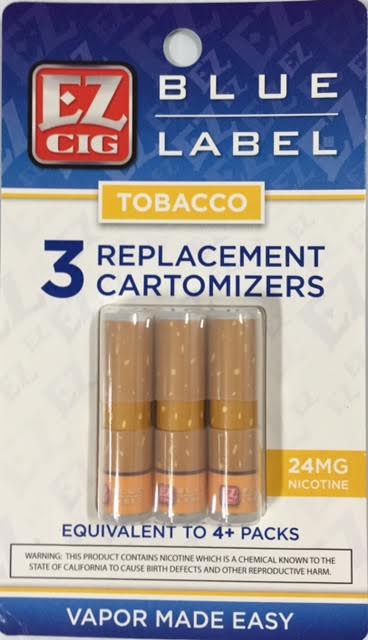 EZ
CIG
BLUE
LABEL
TOBACCO
3 REPLACEMENT
CARTOMIZERS
24MG
NICOTINE
EZ
EQUIVALENT TO 4+ PACKS
WARNING: THIS PRODUCT CONTAINS NICOTINE WHICH IS A CHEMICAL KNOWN TO THE
STATE OF CALIFORNIA TO CAUSE BIRTH DEFECTS AND OTHER REPRODUCTIVE HARM.
VAPOR MADE EASY